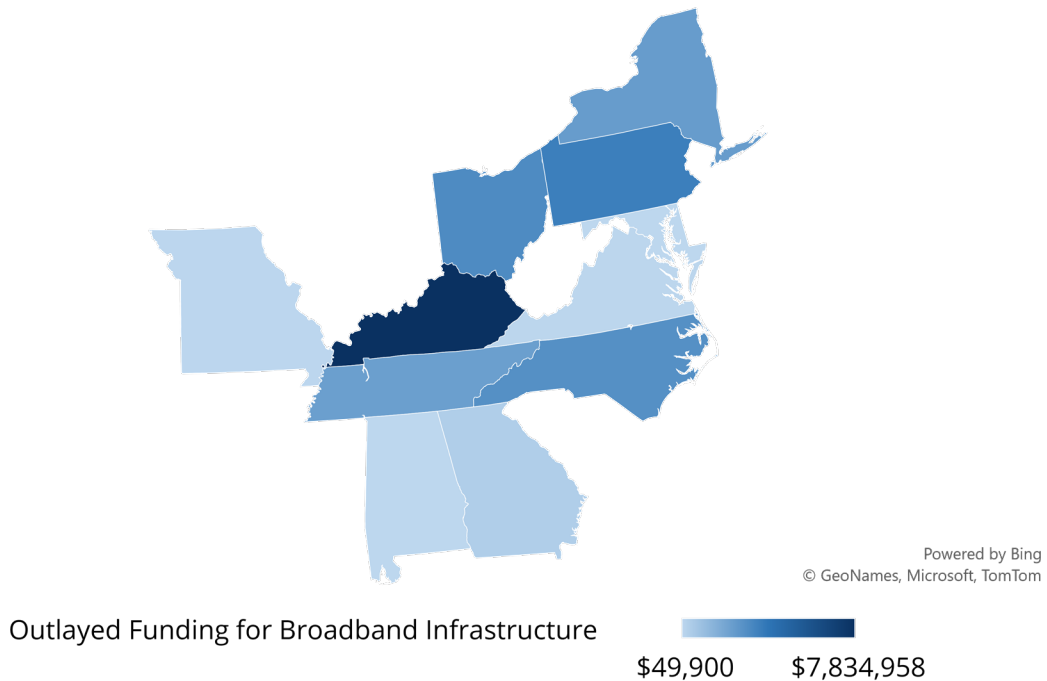 Powered by Bing
© GeoNames, Microsoft, TomTom
Outlayed Funding for Broadband Infrastructure
$49,900 $7,834,958